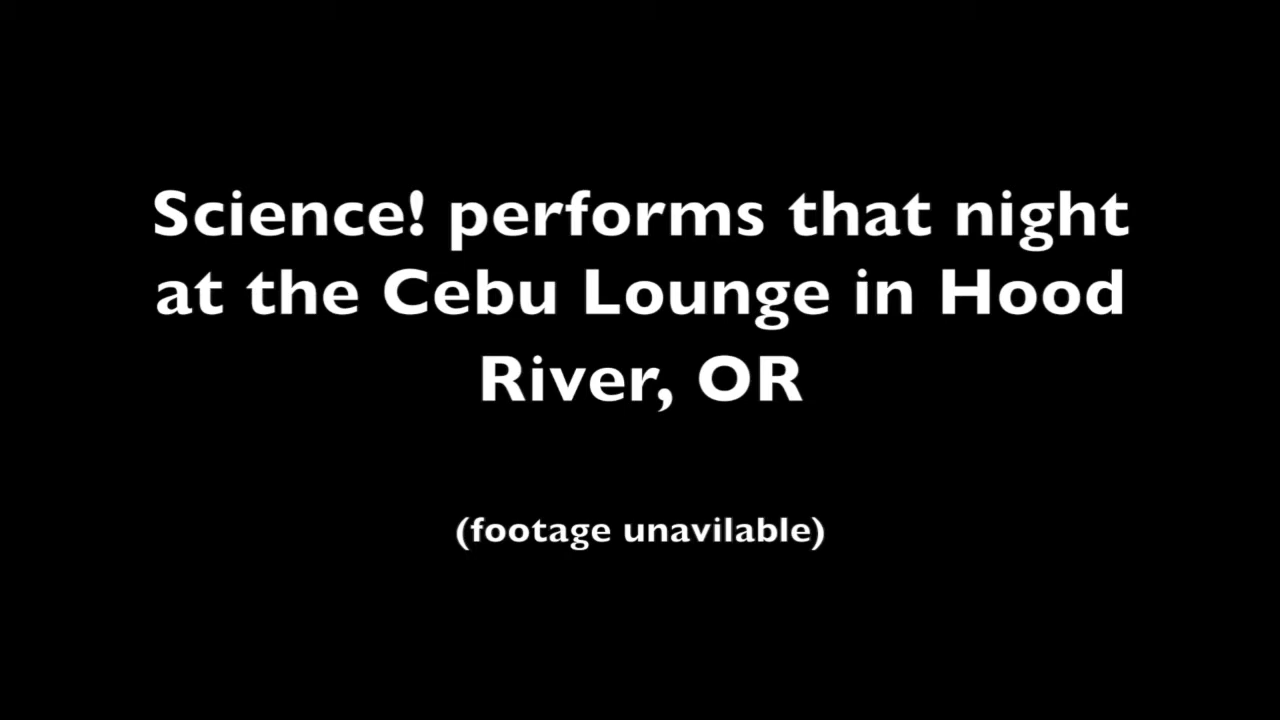 Science! performs that night
at the Cebu Lounge in Hood
River, OR
(footage unavilable)